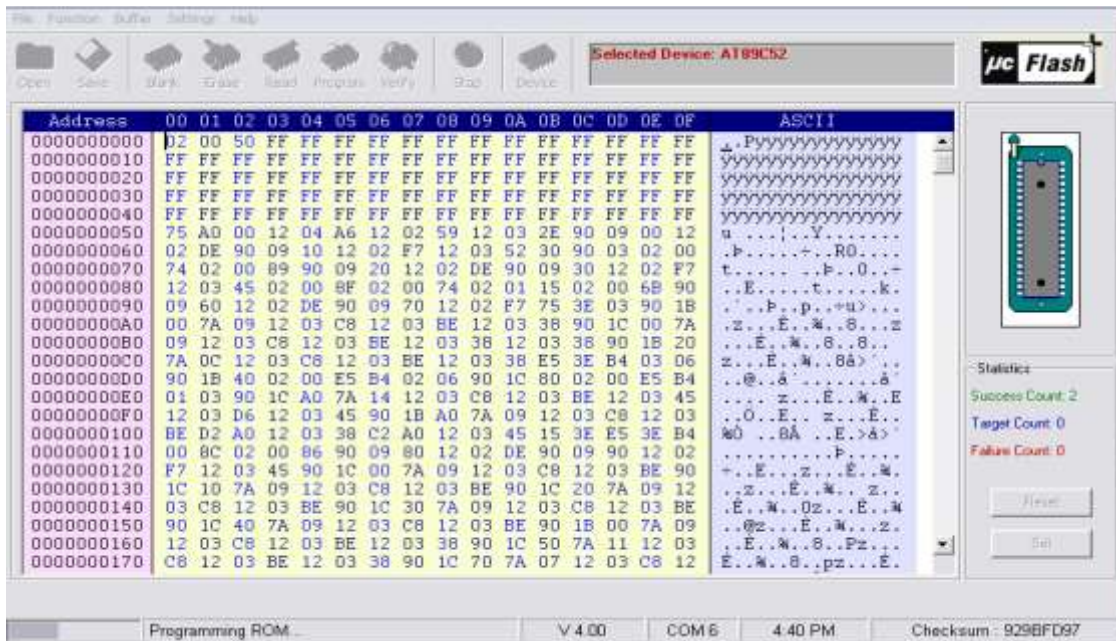 File Function Buffer Settings Help
Open Save Blank Erase Read Program Verify Stop Device
Selected Device: AT89C52
µc Flash
Address 00 01 02 03 04 05 06 07 08 09 0A 0B 0C 0D 0E 0F ASCII
0000000000 02 00 50 FF FF FF FF FF FF FF FF FF FF FF FF FF
0000000010 FF FF FF FF FF FF FF FF FF FF FF FF FF FF FF FF
0000000020 FF FF FF FF FF FF FF FF FF FF FF FF FF FF FF FF
0000000030 FF FF FF FF FF FF FF FF FF FF FF FF FF FF FF FF
0000000040 FF FF FF FF FF FF FF FF FF FF FF FF FF FF FF FF
0000000050 75 A0 00 12 04 A6 12 02 59 12 03 2E 90 09 00 12
0000000060 02 DE 90 09 10 12 02 F7 12 03 52 30 90 03 02 00
0000000070 74 02 00 89 90 09 20 12 02 DE 90 09 30 12 02 F7
0000000080 12 03 45 02 00 8F 02 00 74 02 01 15 02 00 6B 90
0000000090 09 60 12 02 DE 90 09 70 12 02 F7 75 3E 03 90 1B
00000000A0 00 7A 09 12 03 C8 12 03 BE 12 03 38 90 1C 00 7A
00000000B0 09 12 03 C8 12 03 BE 12 03 38 12 03 38 90 1B 20
00000000C0 7A 0C 12 03 C8 12 03 BE 12 03 38 E5 3E B4 03 06
00000000D0 90 1B 40 02 00 E5 B4 02 06 90 1C 80 02 00 E5 B4
00000000E0 01 03 90 1C A0 7A 14 12 03 C8 12 03 BE 12 03 45
00000000F0 12 03 D6 12 03 45 90 1B A0 7A 09 12 03 C8 12 03
0000000100 BE D2 A0 12 03 38 C2 A0 12 03 45 15 3E E5 3E B4
0000000110 00 8C 02 00 86 90 09 80 12 02 DE 90 09 90 12 02
0000000120 F7 12 03 45 90 1C 00 7A 09 12 03 C8 12 03 BE 90
0000000130 1C 10 7A 09 12 03 C8 12 03 BE 90 1C 20 7A 09 12
0000000140 03 C8 12 03 BE 90 1C 30 7A 09 12 03 C8 12 03 BE
0000000150 90 1C 40 7A 09 12 03 C8 12 03 BE 90 1B 00 7A 09
0000000160 12 03 C8 12 03 BE 12 03 38 90 1C 50 7A 11 12 03
0000000170 C8 12 03 BE 12 03 38 90 1C 70 7A 07 12 03 C8 12
Statistics
Success Count: 2
Target Count: 0
Failure Count: 0
Reset
Set
Programming ROM... V 4.00 COM 6 4:40 PM Checksum : 929BFD97